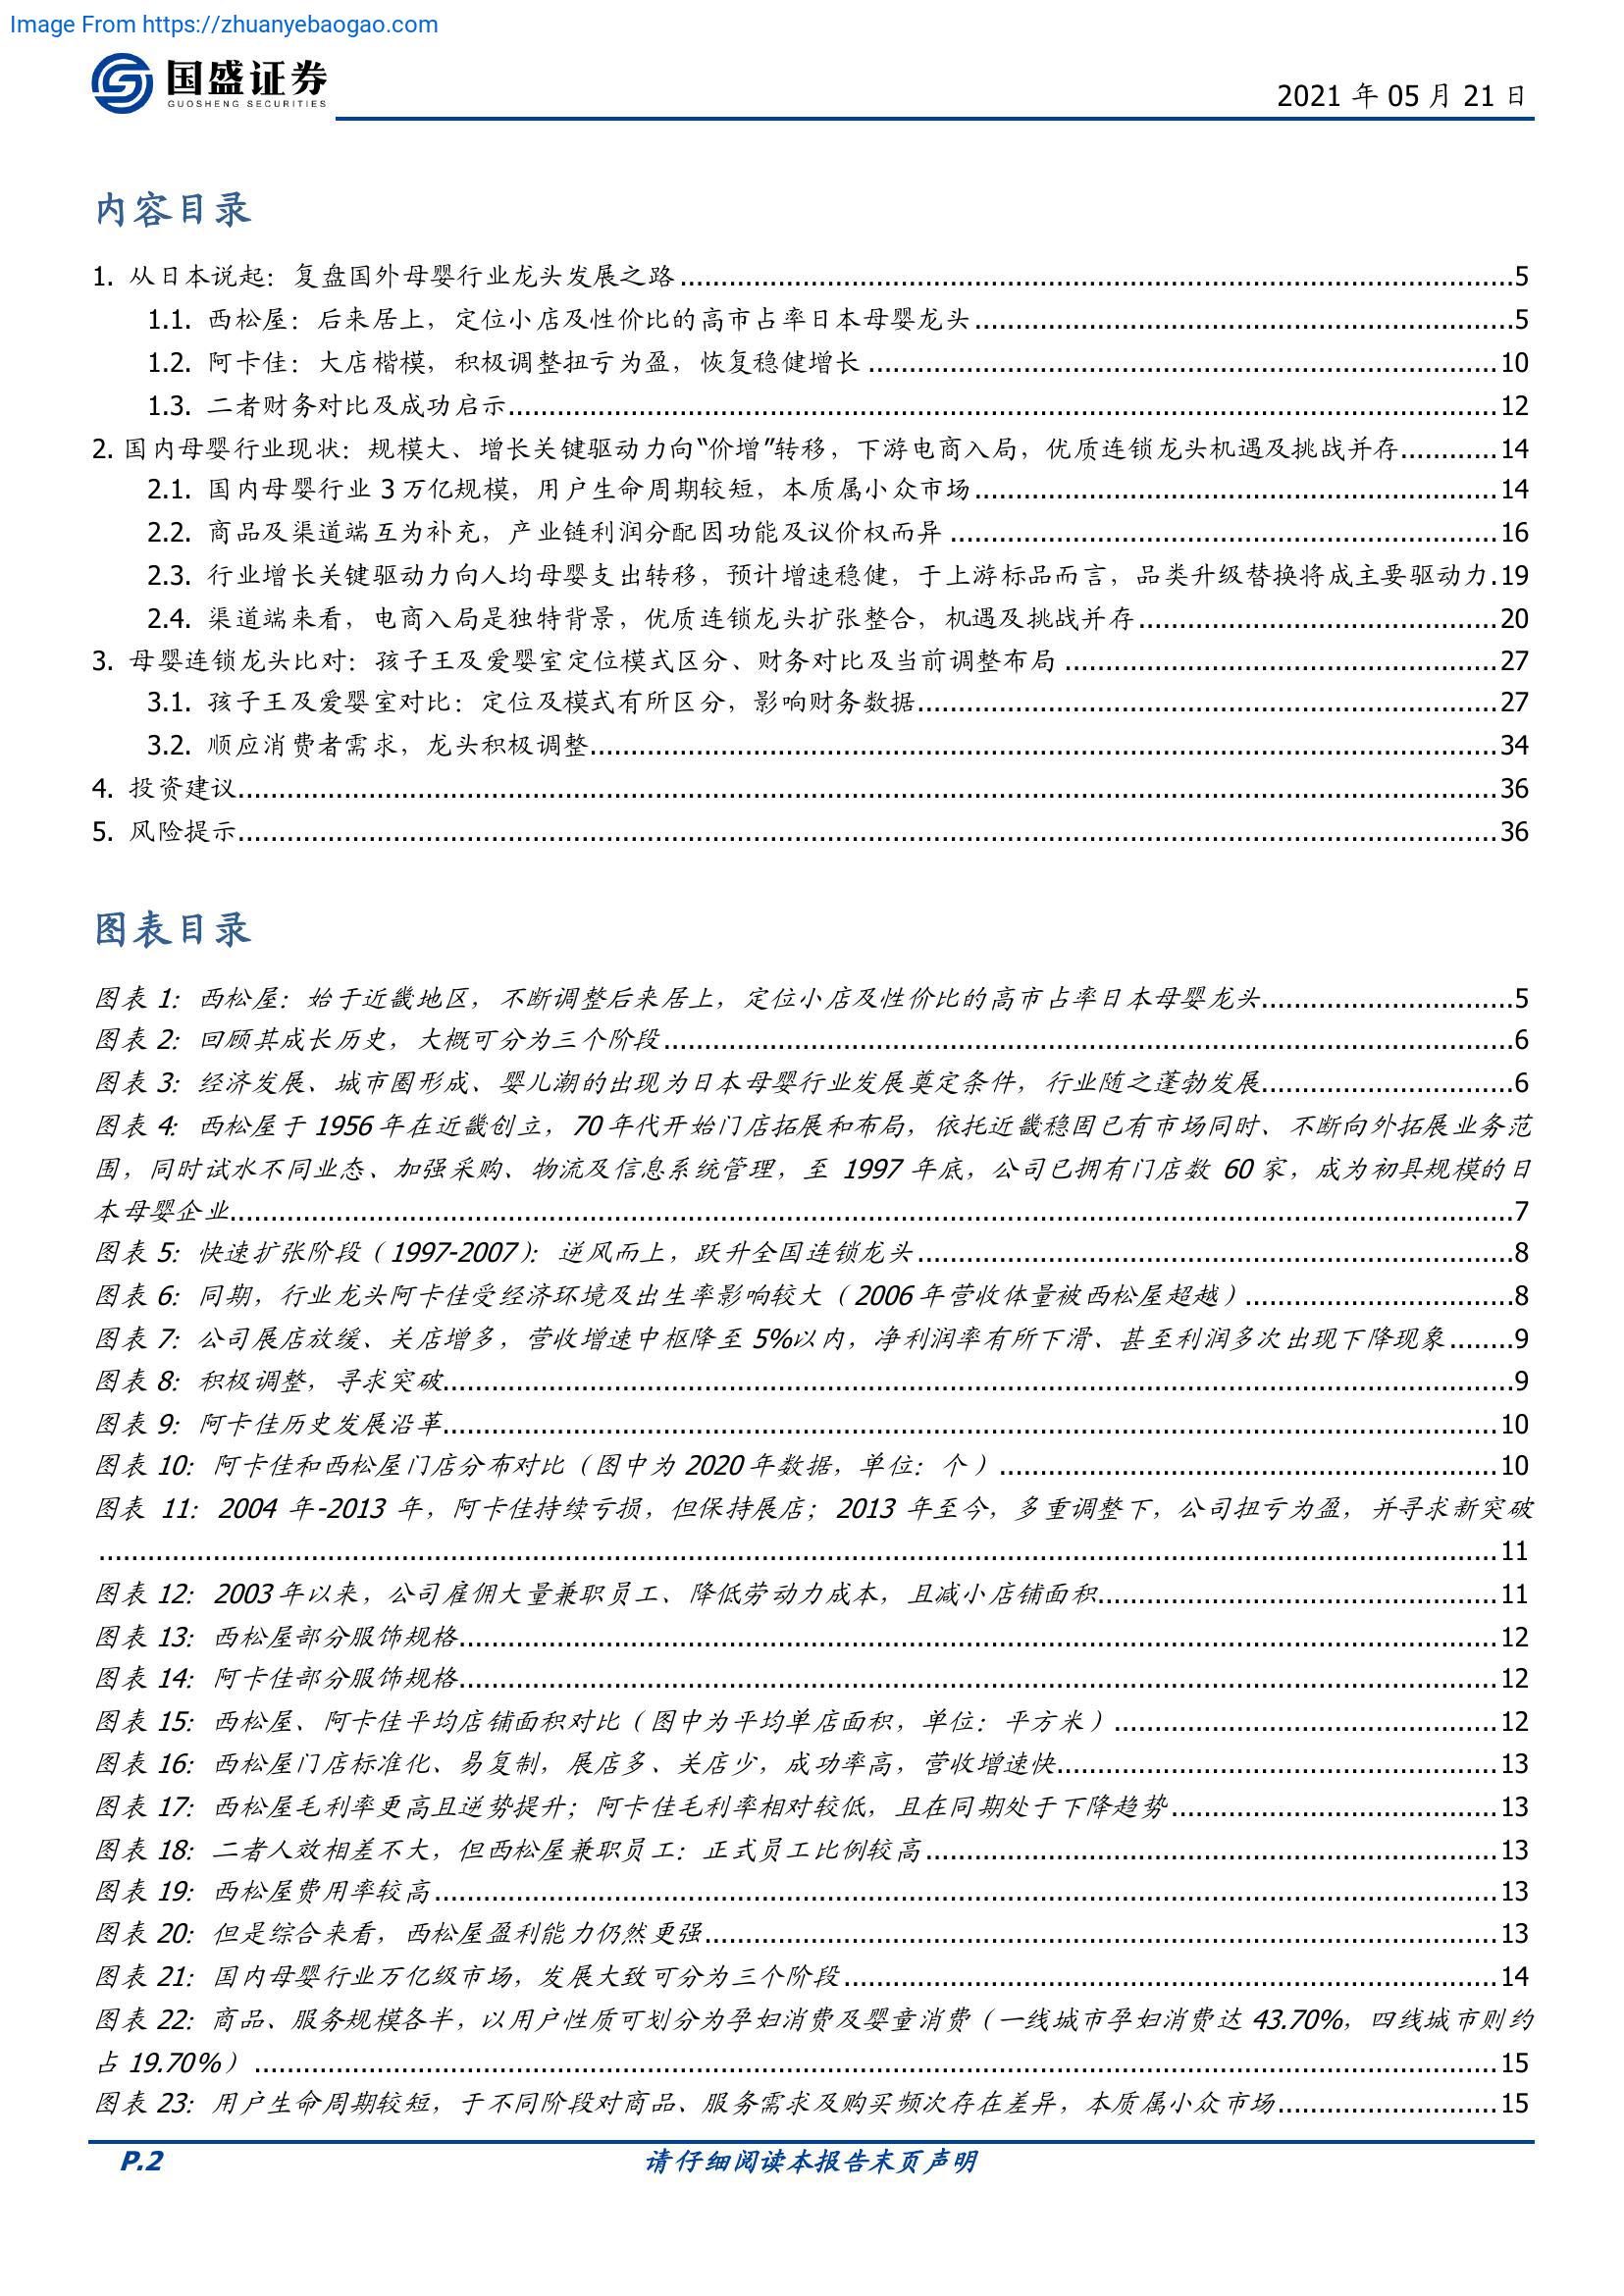 Image From https://zhuanyebaogao.com
国盛证券
GUOSHENG SECURITIES
2021 年 05 月 21 日
内容目录
1. 从日本说起：复盘国外母婴行业龙头发展之路......5
1.1. 西松屋：后来居上，定位小店及性价比的高市占率日本母婴龙头......5
1.2. 阿卡佳：大店楷模，积极调整扭亏为盈，恢复稳健增长......10
1.3. 二者财务对比及成功启示......12
2. 国内母婴行业现状：规模大、增长关键驱动力向“价增”转移，下游电商入局，优质连锁龙头机遇及挑战并存......14
2.1. 国内母婴行业 3 万亿规模，用户生命周期较短，本质属小众市场......14
2.2. 商品及渠道端互为补充，产业链利润分配因功能及议价权而异......16
2.3. 行业增长关键驱动力向人均母婴支出转移，预计增速稳健，于上游标品而言，品类升级替换将成主要驱动力.19
2.4. 渠道端来看，电商入局是独特背景，优质连锁龙头扩张整合，机遇及挑战并存......20
3. 母婴连锁龙头比对：孩子王及爱婴室定位模式区分、财务对比及当前调整布局......27
3.1. 孩子王及爱婴室对比：定位及模式有所区分，影响财务数据......27
3.2. 顺应消费者需求，龙头积极调整......34
4. 投资建议......36
5. 风险提示......36
图表目录
图表 1：西松屋：始于近畿地区，不断调整后来居上，定位小店及性价比的高市占率日本母婴龙头......5
图表 2：回顾其成长历史，大概可分为三个阶段......6
图表 3：经济发展、城市圈形成、婴儿潮的出现为日本母婴行业发展奠定条件，行业随之蓬勃发展......6
图表 4：西松屋于 1956 年在近畿创立，70 年代开始门店拓展和布局，依托近畿稳固已有市场同时、不断向外拓展业务范
围，同时试水不同业态、加强采购、物流及信息系统管理，至 1997 年底，公司已拥有门店数 60 家，成为初具规模的日
本母婴企业......7
图表 5：快速扩张阶段（1997-2007）：逆风而上，跃升全国连锁龙头......8
图表 6：同期，行业龙头阿卡佳受经济环境及出生率影响较大（2006 年营收体量被西松屋超越）......8
图表 7：公司展店放缓、关店增多，营收增速中枢降至 5%以内，净利润率有所下滑、甚至利润多次出现下降现象......9
图表 8：积极调整，寻求突破......9
图表 9：阿卡佳历史发展沿革......10
图表 10：阿卡佳和西松屋门店分布对比（图中为 2020 年数据，单位：个）......10
图表 11：2004 年-2013 年，阿卡佳持续亏损，但保持展店；2013 年至今，多重调整下，公司扭亏为盈，并寻求新突破
......11
图表 12：2003 年以来，公司雇佣大量兼职员工、降低劳动力成本，且减小店铺面积......11
图表 13：西松屋部分服饰规格......12
图表 14：阿卡佳部分服饰规格......12
图表 15：西松屋、阿卡佳平均店铺面积对比（图中为平均单店面积，单位：平方米）......12
图表 16：西松屋门店标准化、易复制，展店多、关店少，成功率高，营收增速快......13
图表 17：西松屋毛利率更高且逆势提升；阿卡佳毛利率相对较低，且在同期处于下降趋势......13
图表 18：二者人效相差不大，但西松屋兼职员工：正式员工比例较高......13
图表 19：西松屋费用率较高......13
图表 20：但是综合来看，西松屋盈利能力仍然更强......13
图表 21：国内母婴行业万亿级市场，发展大致可分为三个阶段......14
图表 22：商品、服务规模各半，以用户性质可划分为孕妇消费及婴童消费（一线城市孕妇消费达 43.70%，四线城市则约
占 19.70%）......15
图表 23：用户生命周期较短，于不同阶段对商品、服务需求及购买频次存在差异，本质属小众市场......15
P.2
请仔细阅读本报告末页声明